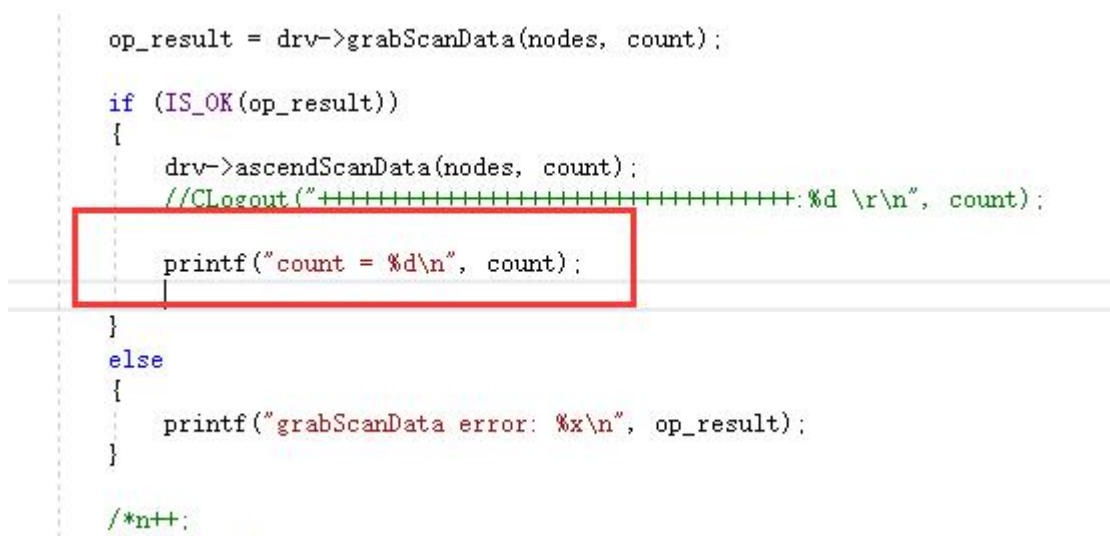 op_result = drv->grabScanData(nodes, count);
if (IS_OK(op_result))
{
drv->ascendScanData(nodes, count);
//CLogout("++++++++++++++++++++++++++++++++++:%d \r\n", count);
printf("count = %d\n", count);
}
else
{
printf("grabScanData error: %x\n", op_result);
}
/*n++;